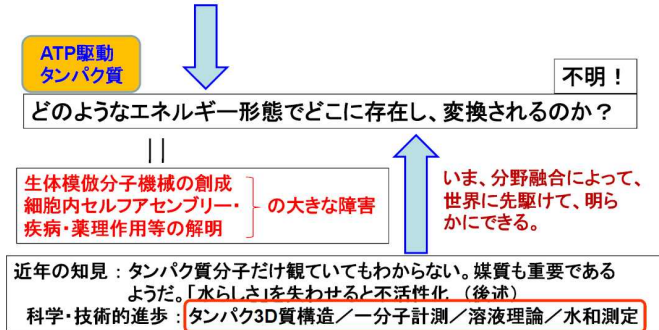 ATP駆動
タンパク質
不明！
どのようなエネルギー形態でどこに存在し、変換されるのか？
||
生体模倣分子機械の創成
細胞内セルフアセンブリー・
疾病・薬理作用等の解明
の大きな障害
いま、分野融合によって、
世界に先駆けて、明ら
かにできる。
近年の知見：タンパク質分子だけ観ていてもわからない。媒質も重要である
ようだ。「水らしさ」を失わせると不活性化 （後述）
科学・技術的進歩：タンパク3D質構造／一分子計測／溶液理論／水和測定